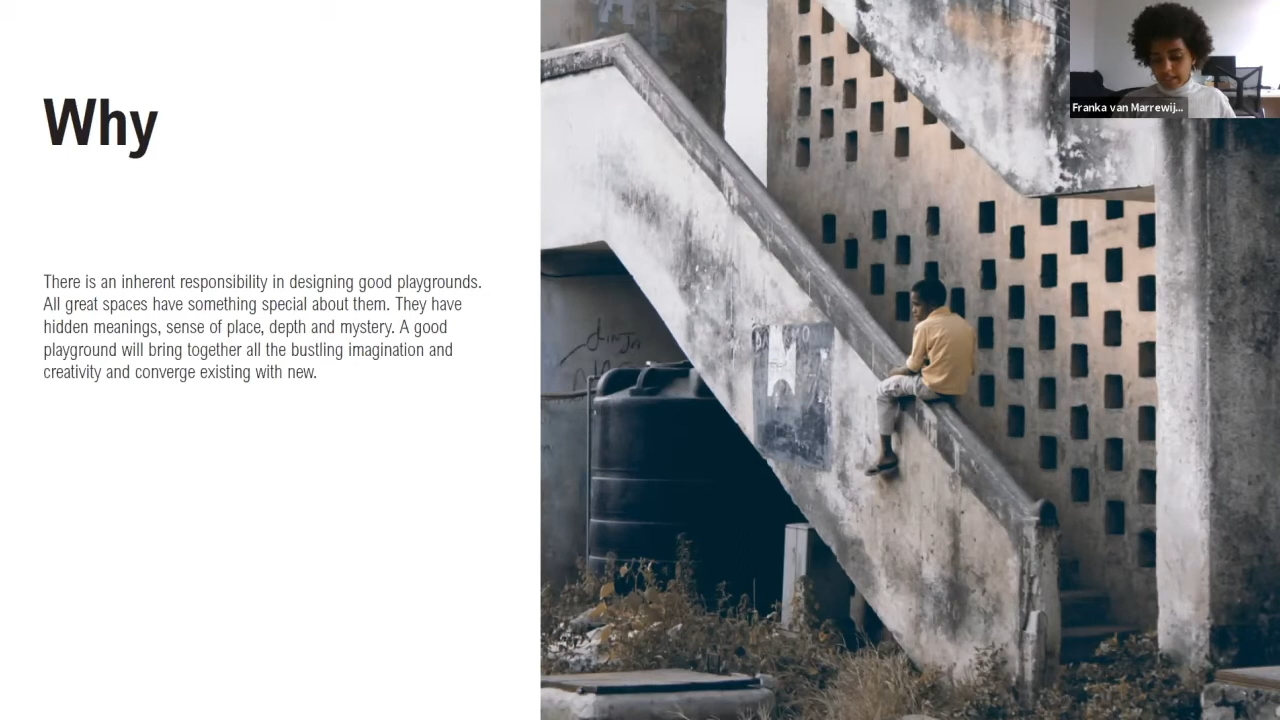 Why
There is an inherent responsibility in designing good playgrounds.
All great spaces have something special about them. They have
hidden meanings, sense of place, depth and mystery. A good
playground will bring together all the bustling imagination and
creativity and converge existing with new.
Franka van Marrewij...